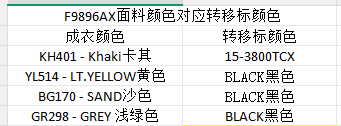 F9896AX面料颜色对应转移标颜色
成衣颜色 转移标颜色
KH401 - Khaki卡其 15-3800TCX
YL514 - LT.YELLOW黄色 BLACK黑色
BG170 - SAND沙色 BLACK黑色
GR298 - GREY 浅绿色 BLACK黑色